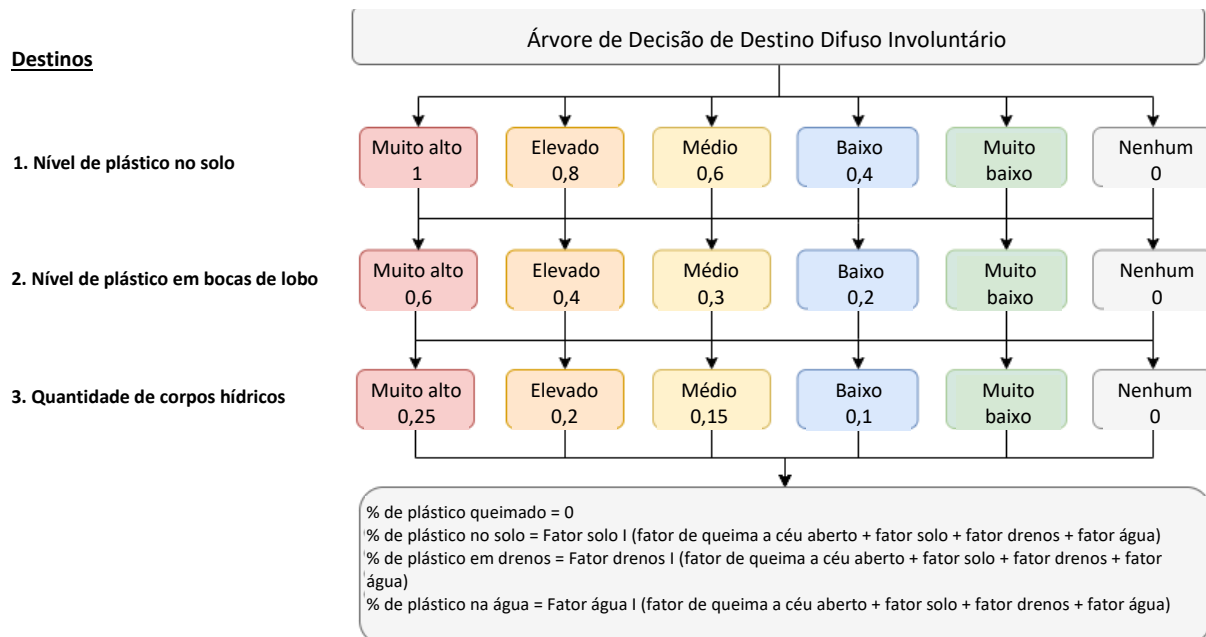 Árvore de Decisão de Destino Difuso Involuntário
Destinos
1. Nível de plástico no solo
Muito alto
1
Elevado
0,8
Médio
0,6
Baixo
0,4
Muito
baixo
Nenhum
0
2. Nível de plástico em bocas de lobo
Muito alto
0,6
Elevado
0,4
Médio
0,3
Baixo
0,2
Muito
baixo
Nenhum
0
3. Quantidade de corpos hídricos
Muito alto
0,25
Elevado
0,2
Médio
0,15
Baixo
0,1
Muito
baixo
Nenhum
0
% de plástico queimado = 0
% de plástico no solo = Fator solo I (fator de queima a céu aberto + fator solo + fator drenos + fator água)
% de plástico em drenos = Fator drenos I (fator de queima a céu aberto + fator solo + fator drenos + fator
água)
% de plástico na água = Fator água I (fator de queima a céu aberto + fator solo + fator drenos + fator água)